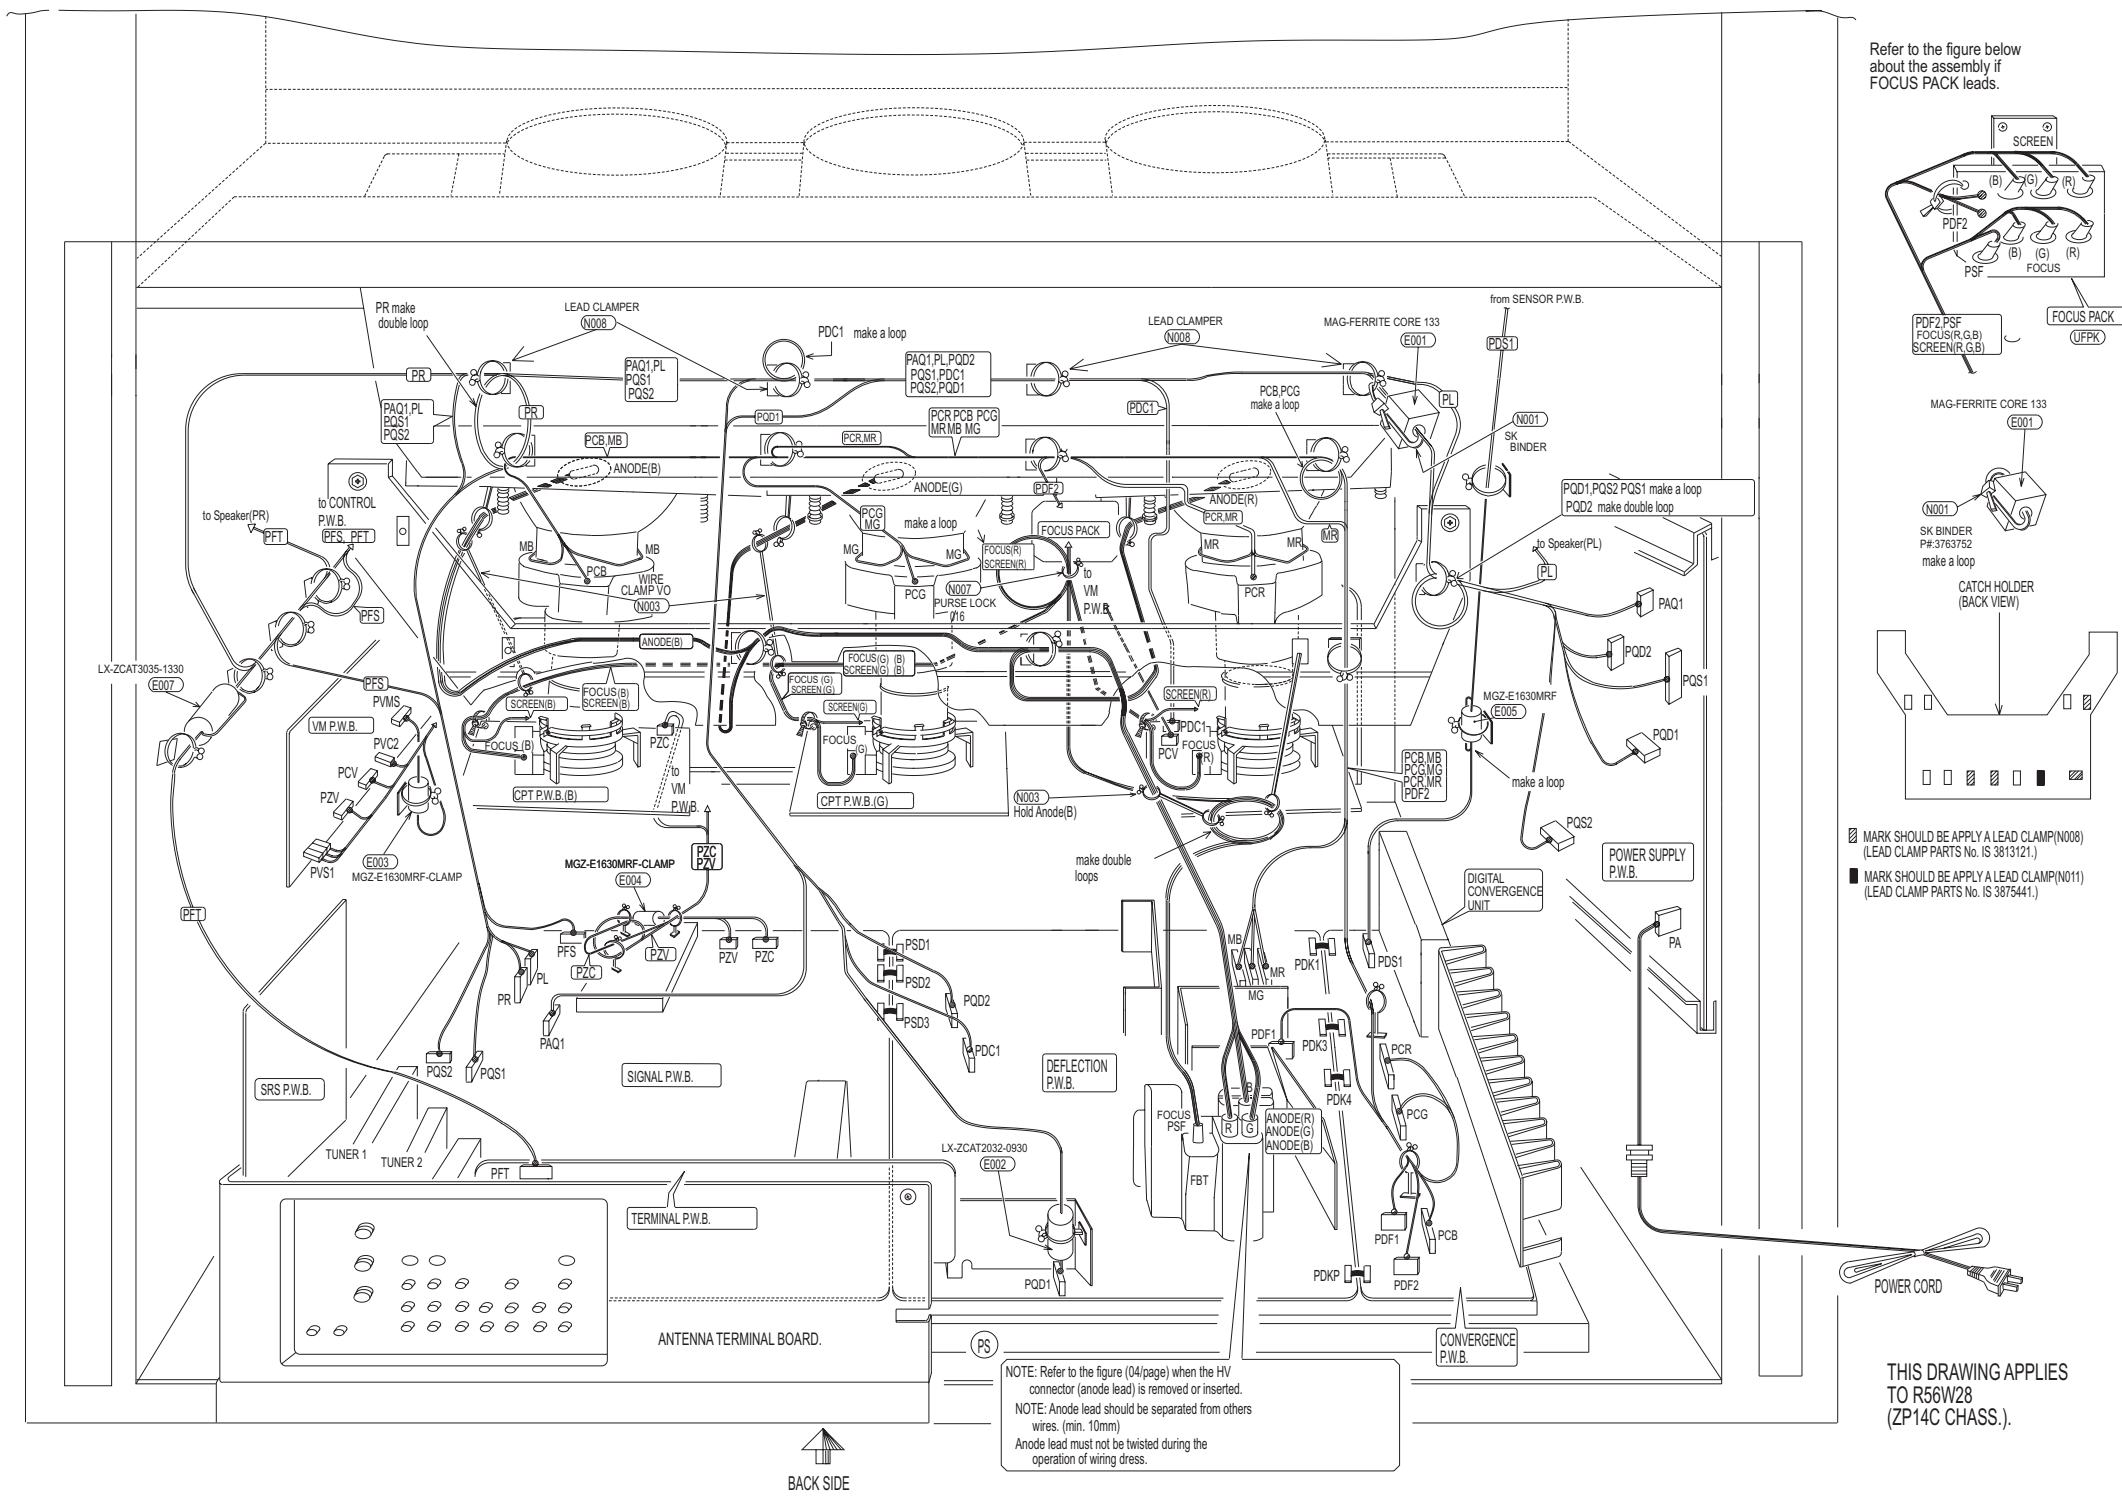 Refer to the figure below
about the assembly if
FOCUS PACK leads.
SCREEN
(B)
(G)
(R)
PDF2
(B)
(G)
(R)
PSF
FOCUS
FOCUS PACK
UFPK
PDF2,PSF
FOCUS(R,G,B)
SCREEN(R,G,B)
MAG-FERRITE CORE 133
E001
N001
SK BINDER
P#:3763752
make a loop
CATCH HOLDER
(BACK VIEW)
MARK SHOULD BE APPLY A LEAD CLAMP(N008)
(LEAD CLAMP PARTS No. IS 3813121.)
MARK SHOULD BE APPLY A LEAD CLAMP(N011)
(LEAD CLAMP PARTS No. IS 3875441.)
PR make
double loop
LEAD CLAMPER
N008
PDC1 make a loop
LEAD CLAMPER
N008
MAG-FERRITE CORE 133
E001
from SENSOR P.W.B.
PDS1
PR
PAQ1,PL
PQS1
PQS2
PAQ1,PL,PQD2
PQS1,PDC1
PQS2,PQD1
PAQ1,PL
PQS1
PQS2
PR
PQD1
PDC1
PCB,PCG
make a loop
PL
N001
SK
BINDER
PCB,MB
PCR,MR
PCR PCB PCG
MR MB MG
ANODE(B)
ANODE(G)
PDF2
ANODE(R)
PQD1,PQS2 PQS1 make a loop
PQD2 make double loop
to CONTROL
P.W.B.
PFS, PFT
to Speaker(PR)
PFT
PFS
PCG
MG
make a loop
FOCUS(R)
SCREEN(R)
FOCUS PACK
PCR,MR
MR
to Speaker(PL)
PL
MB
MB
MG
MG
MR
MR
PCB
WIRE
CLAMP VO
N003
PCG
N007
PURSE LOCK
/16
to
VM
P.W.B.
PCR
PAQ1
PQD2
PQS1
ANODE(B)
FOCUS(G) (B)
SCREEN(G) (B)
LX-ZCAT3035-1330
E007
PFS
PVMS
VM P.W.B.
PVC2
PCV
PZV
PVS1
E003
MGZ-E1630MRF-CLAMP
FOCUS(B)
SCREEN(B)
SCREEN(B)
FOCUS (B)
FOCUS (G)
SCREEN(G)
SCREEN(G)
FOCUS
(G)
SCREEN(R)
PDC1
PCV
FOCUS
(R)
PZC
to
VM
P.W.B.
CPT P.W.B.(B)
CPT P.W.B.(G)
N003
Hold Anode(B)
MGZ-E1630MRF
E005
make a loop
PCB,MB
PCG,MG
PCR,MR
PDF2
PQD1
PQS2
POWER SUPPLY
P.W.B.
make double
loops
DIGITAL
CONVERGENCE
UNIT
PZC
PZV
MGZ-E1630MRF-CLAMP
E004
PFT
PFS
PZC
PZV
PZV
PZC
PL
PR
PAQ1
PQS2
PQS1
PSD1
PSD2
PSD3
PQD2
PDC1
MB
MR
MG
PDK1
PDS1
PA
PDF1
PDK3
PDK4
PCR
PCG
SRS P.W.B.
SIGNAL P.W.B.
DEFLECTION
P.W.B.
TUNER 1
TUNER 2
PFT
TERMINAL P.W.B.
LX-ZCAT2032-0930
E002
PQD1
FOCUS
PSF
FBT
R
G
B
ANODE(R)
ANODE(G)
ANODE(B)
PDF1
PCB
PDF2
PDKP
POWER CORD
ANTENNA TERMINAL BOARD.
PS
CONVERGENCE
P.W.B.
NOTE: Refer to the figure (04/page) when the HV
connector (anode lead) is removed or inserted.
NOTE: Anode lead should be separated from others
wires. (min. 10mm)
Anode lead must not be twisted during the
operation of wiring dress.
BACK SIDE
THIS DRAWING APPLIES
TO R56W28
(ZP14C CHASS.).